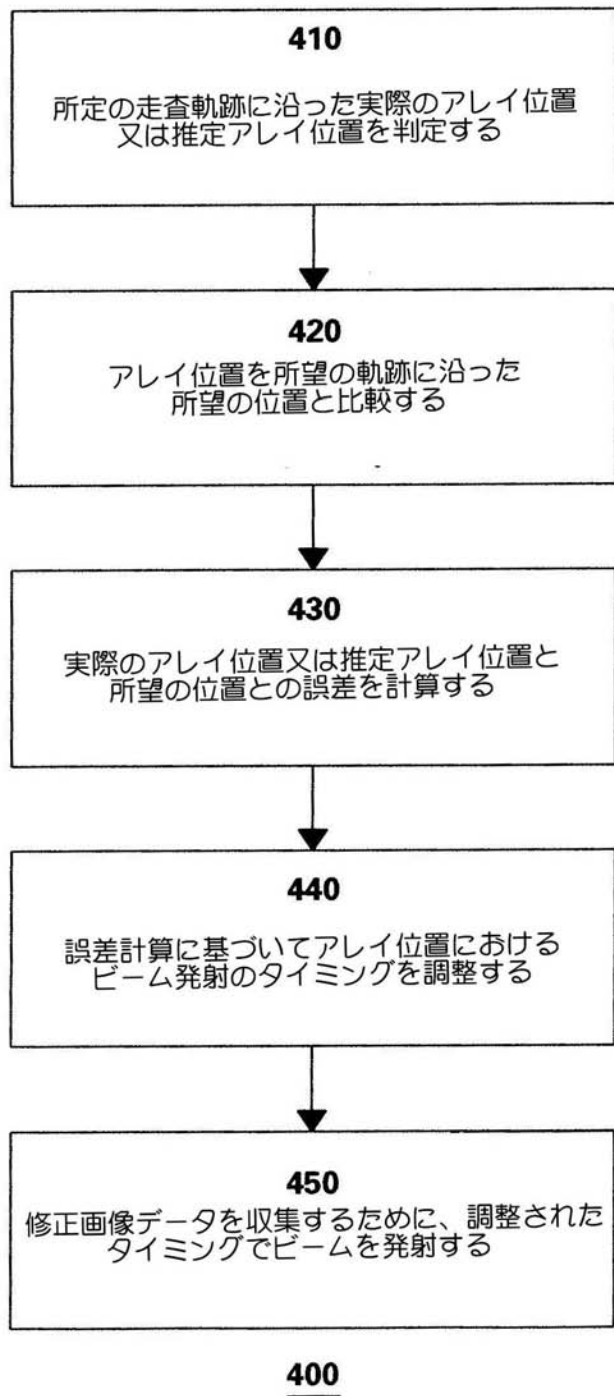 410
所定の走査軌跡に沿った実際のアレイ位置
又は推定アレイ位置を判定する
420
アレイ位置を所望の軌跡に沿った
所望の位置と比較する
430
実際のアレイ位置又は推定アレイ位置と
所望の位置との誤差を計算する
440
誤差計算に基づいてアレイ位置における
ビーム発射のタイミングを調整する
450
修正画像データを収集するために、調整された
タイミングでビームを発射する
400